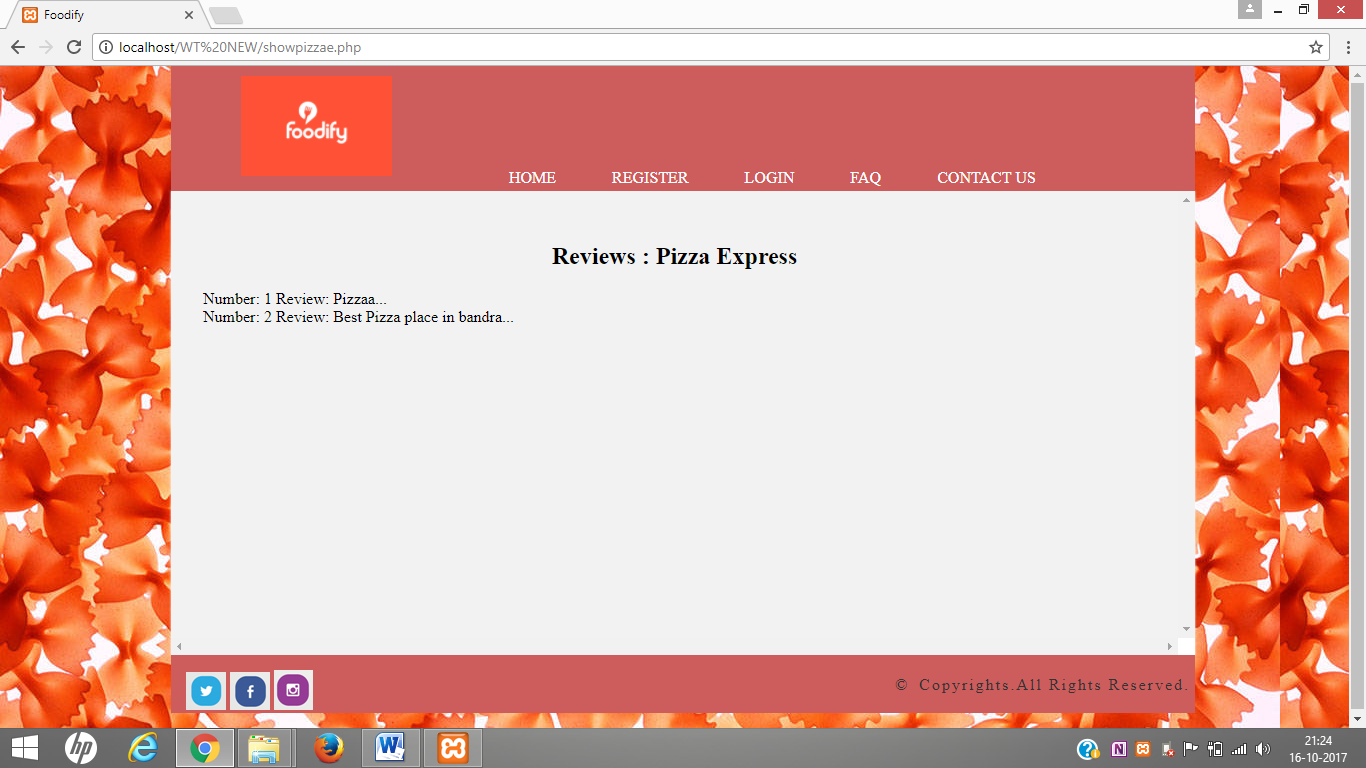 Foodify
localhost/WT%20NEW/showpizzae.php
foodify
HOME REGISTER LOGIN FAQ CONTACT US
Reviews : Pizza Express
Number: 1 Review: Pizzaa...
Number: 2 Review: Best Pizza place in bandra...
© Copyrights.All Rights Reserved.
21:24
16-10-2017